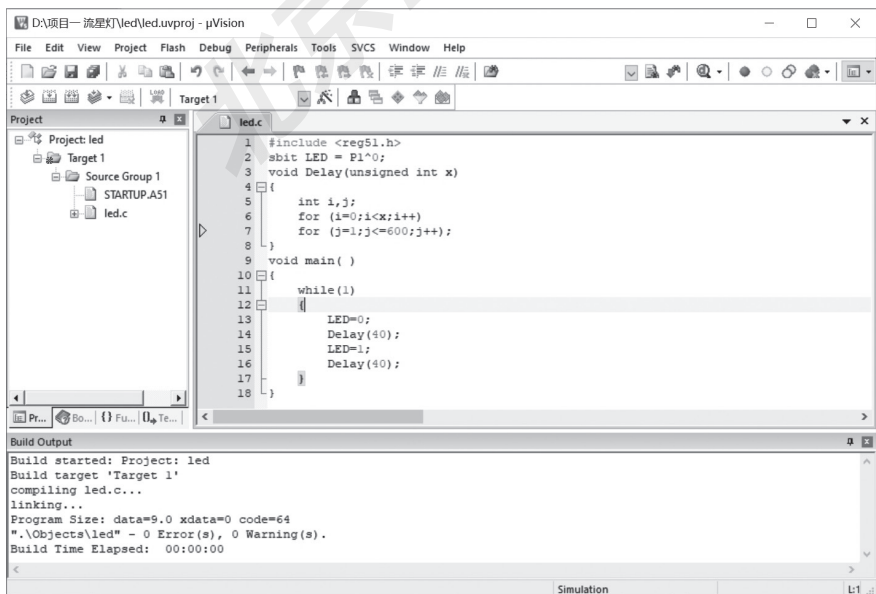 D:\项目一 流星灯\led\led.uvproj - µVision
File Edit View Project Flash Debug Peripherals Tools SVCS Window Help
LOAD Target 1
Project
led.c
Project: led
Target 1
Source Group 1
STARTUP.A51
led.c
1 #include <reg51.h>
2 sbit LED = P1^0;
3 void Delay(unsigned int x)
4 {
5 int i,j;
6 for (i=0;i<x;i++)
7 for (j=1;j<=600;j++);
8 }
9 void main( )
10 {
11 while(1)
12 {
13 LED=0;
14 Delay(40);
15 LED=1;
16 Delay(40);
17 }
18 }
Pr... Bo... {} Fu... Te...
Build Output
Build started: Project: led
Build target 'Target 1'
compiling led.c...
linking...
Program Size: data=9.0 xdata=0 code=64
".\Objects\led" - 0 Error(s), 0 Warning(s).
Build Time Elapsed: 00:00:00
Simulation
L:1